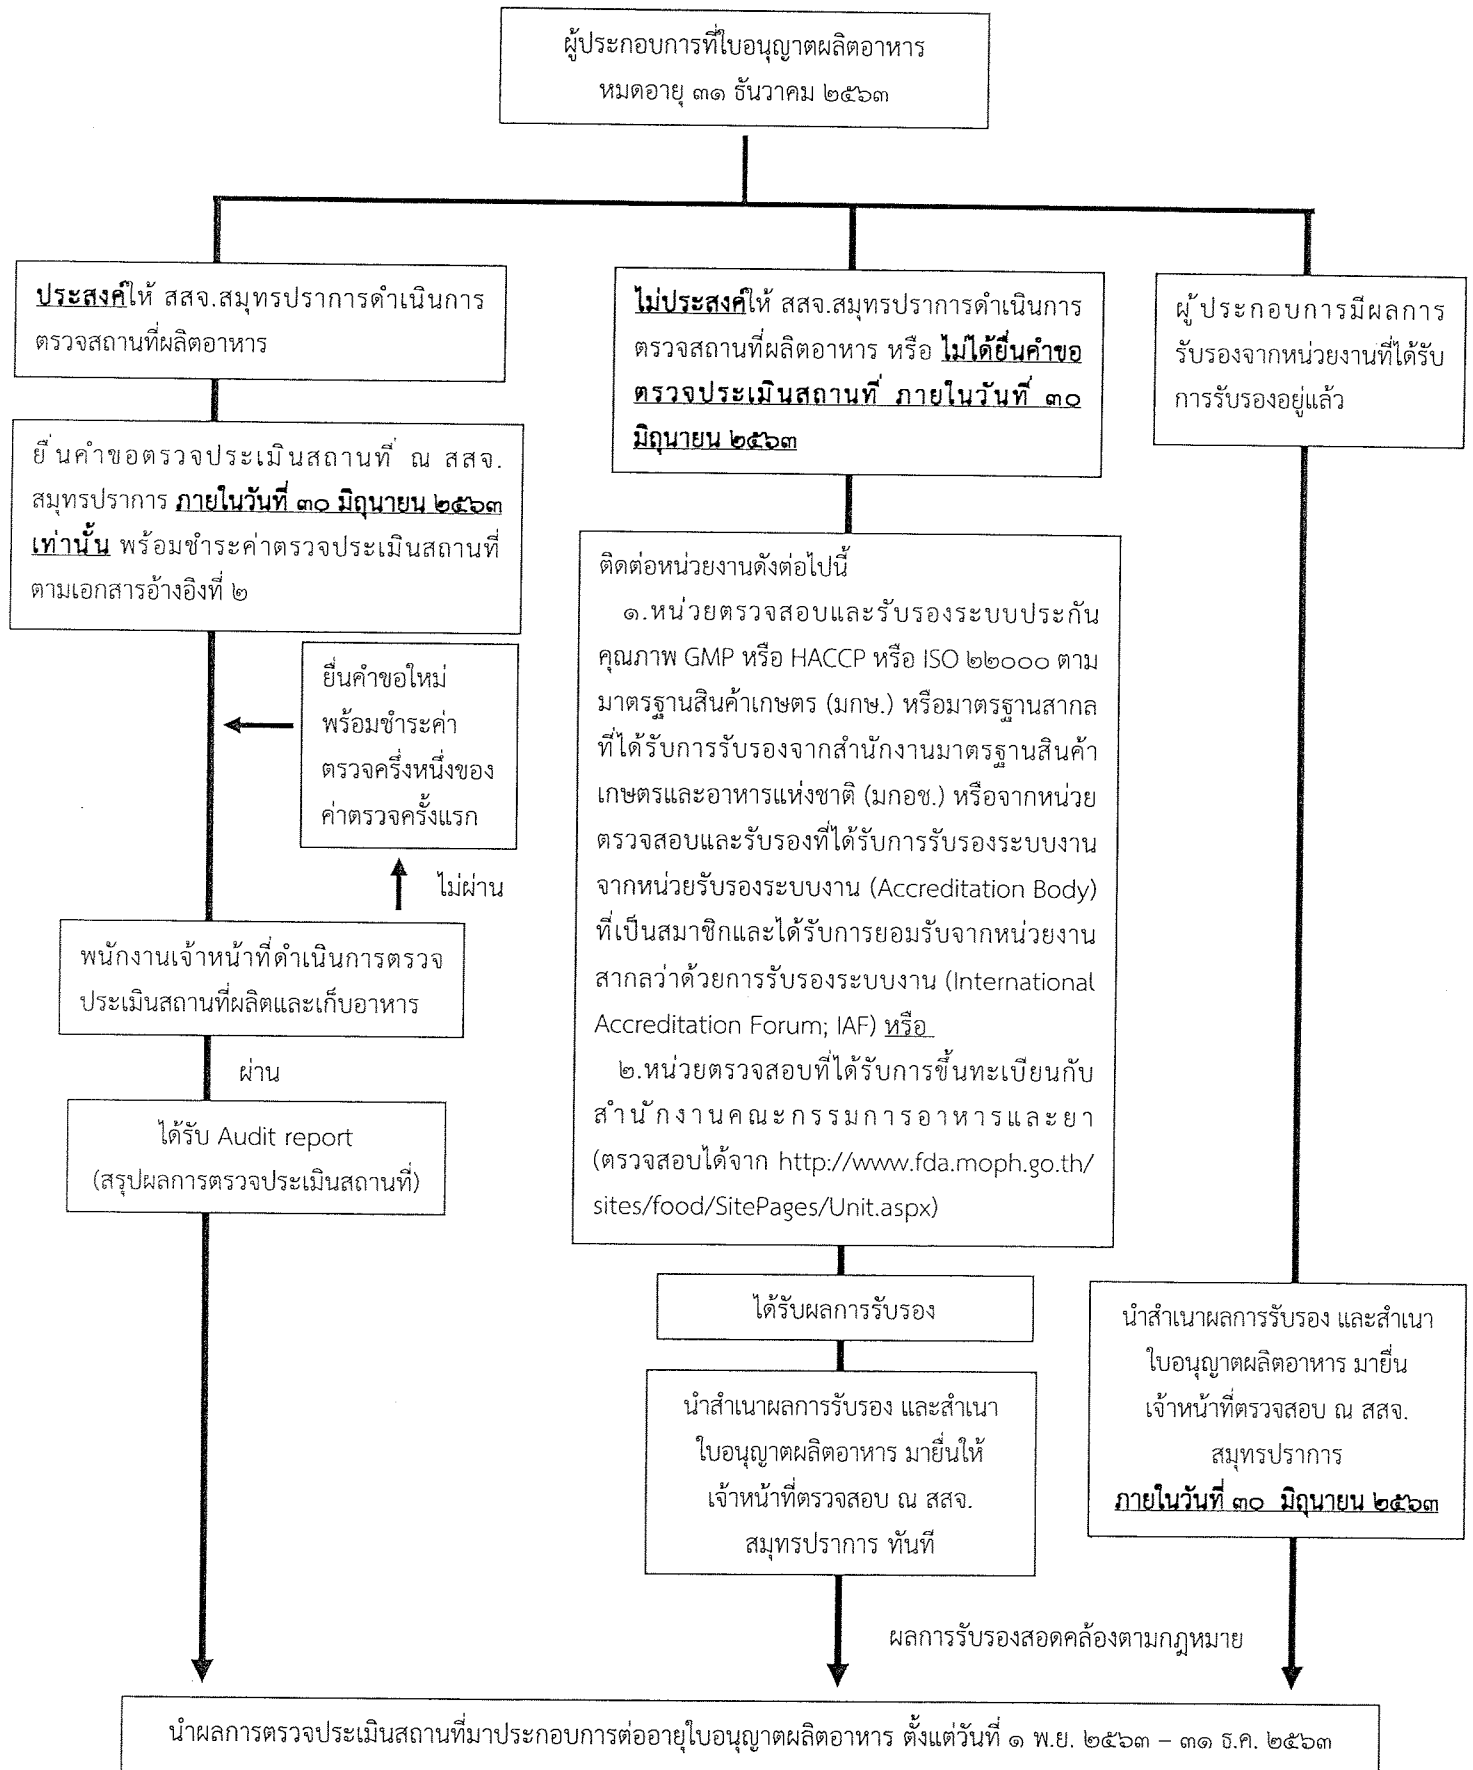 ผู้ประกอบการที่ใบอนุญาตผลิตอาหาร
หมดอายุ ๓๑ ธันวาคม ๒๕๖๓
ประสงค์ให้ สสจ.สมุทรปราการดำเนินการ
ตรวจสถานที่ผลิตอาหาร
ยื่นคำขอตรวจประเมินสถานที่ ณ สสจ.
สมุทรปราการ ภายในวันที่ ๓๐ มิถุนายน ๒๕๖๓
เท่านั้น พร้อมชำระค่าตรวจประเมินสถานที่
ตามเอกสารอ้างอิงที่ ๒
ยื่นคำขอใหม่
พร้อมชำระค่า
ตรวจครึ่งหนึ่งของ
ค่าตรวจครั้งแรก
ไม่ผ่าน
พนักงานเจ้าหน้าที่ดำเนินการตรวจ
ประเมินสถานที่ผลิตและเก็บอาหาร
ผ่าน
ได้รับ Audit report
(สรุปผลการตรวจประเมินสถานที่)
ไม่ประสงค์ให้ สสจ.สมุทรปราการดำเนินการ
ตรวจสถานที่ผลิตอาหาร หรือ ไม่ได้ยื่นคำขอ
ตรวจประเมินสถานที่ ภายในวันที่ ๓๐
มิถุนายน ๒๕๖๓
ติดต่อหน่วยงานดังต่อไปนี้
๑.หน่วยตรวจสอบและรับรองระบบประกัน
คุณภาพ GMP หรือ HACCP หรือ ISO ๒๒๐๐๐ ตาม
มาตรฐานสินค้าเกษตร (มกษ.) หรือมาตรฐานสากล
ที่ได้รับการรับรองจากสำนักงานมาตรฐานสินค้า
เกษตรและอาหารแห่งชาติ (มกอช.) หรือจากหน่วย
ตรวจสอบและรับรองที่ได้รับการรับรองระบบงาน
จากหน่วยรับรองระบบงาน (Accreditation Body)
ที่เป็นสมาชิกและได้รับการยอมรับจากหน่วยงาน
สากลว่าด้วยการรับรองระบบงาน (International
Accreditation Forum; IAF) หรือ
๒.หน่วยตรวจสอบที่ได้รับการขึ้นทะเบียนกับ
สำนักงานคณะกรรมการอาหารและยา
(ตรวจสอบได้จาก http://www.fda.moph.go.th/
sites/food/SitePages/Unit.aspx)
ได้รับผลการรับรอง
นำสำเนาผลการรับรอง และสำเนา
ใบอนุญาตผลิตอาหาร มายื่นให้
เจ้าหน้าที่ตรวจสอบ ณ สสจ.
สมุทรปราการ ทันที
ผู้ประกอบการมีผลการ
รับรองจากหน่วยงานที่ได้รับ
การรับรองอยู่แล้ว
นำสำเนาผลการรับรอง และสำเนา
ใบอนุญาตผลิตอาหาร มายื่น
เจ้าหน้าที่ตรวจสอบ ณ สสจ.
สมุทรปราการ
ภายในวันที่ ๓๐ มิถุนายน ๒๕๖๓
ผลการรับรองสอดคล้องตามกฎหมาย
นำผลการตรวจประเมินสถานที่มาประกอบการต่ออายุใบอนุญาตผลิตอาหาร ตั้งแต่วันที่ ๑ พ.ย. ๒๕๖๓ – ๓๑ ธ.ค. ๒๕๖๓